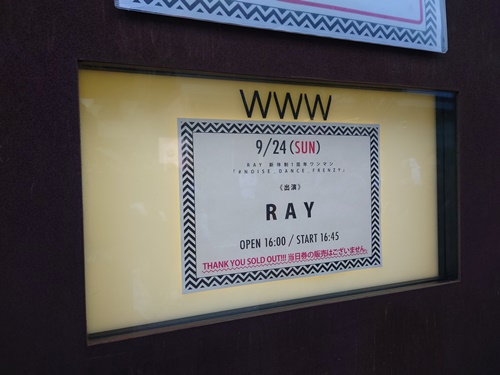 WWW
9/24 (SUN)
RAY 新体制1周年ワンマン
「#NOISE_DANCE_FRENZY」
《出演》
RAY
OPEN 16:00 / START 16:45
THANK YOU SOLD OUT!!! 当日券の販売はございません。